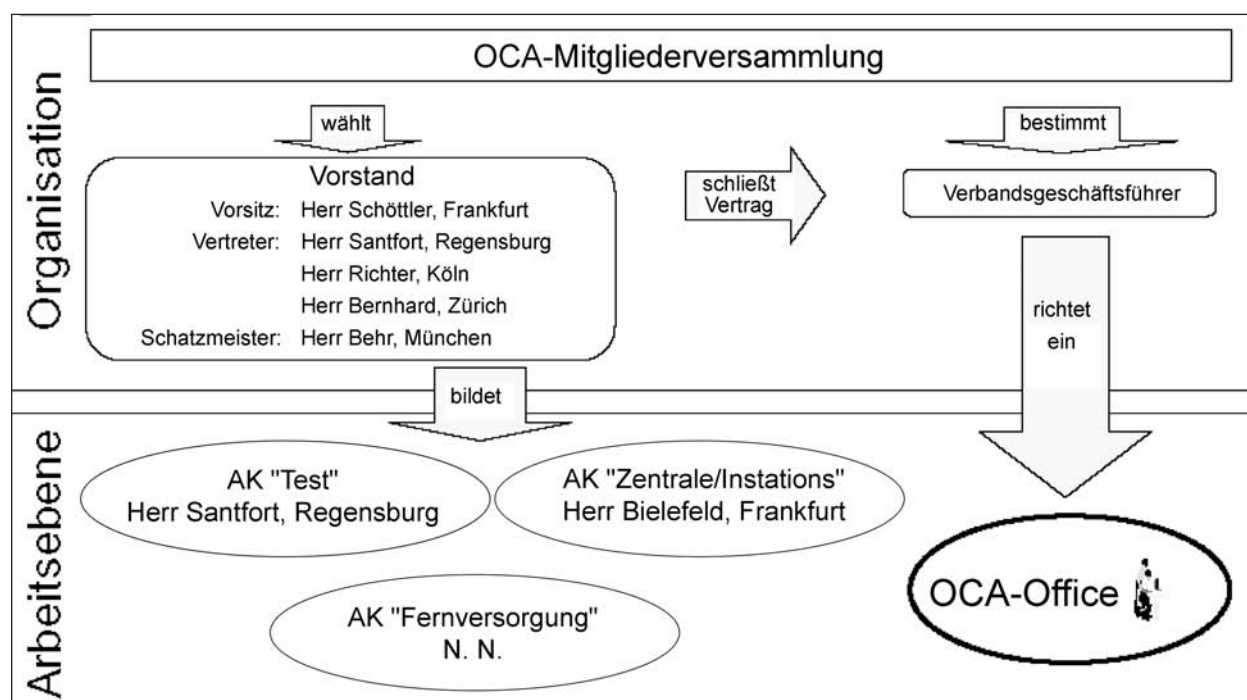 Organisation
OCA-Mitgliederversammlung
wählt
bestimmt
Vorstand
Vorsitz: Herr Schöttler, Frankfurt
Vertreter: Herr Santfort, Regensburg
Herr Richter, Köln
Herr Bernhard, Zürich
Schatzmeister: Herr Behr, München
schließt
Vertrag
Verbandsgeschäftsführer
richtet
ein
bildet
Arbeitsebene
AK "Test"
Herr Santfort, Regensburg
AK "Zentrale/Instations"
Herr Bielefeld, Frankfurt
AK "Fernversorgung"
N. N.
OCA-Office